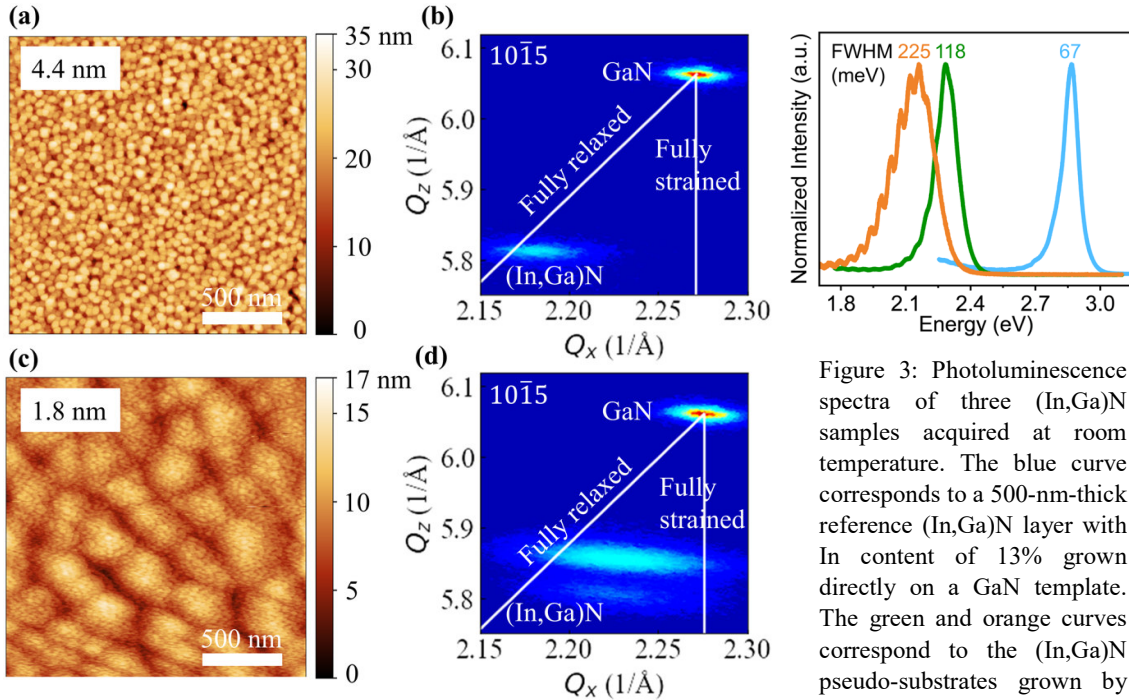 (a)
4.4 nm
500 nm
35 nm
30
20
10
0
(b)
101̅5
GaN
Fully relaxed
Fully
strained
(In,Ga)N
6.1
6.0
5.9
5.8
Qz (1/Å)
2.15
2.20
2.25
2.30
Qx (1/Å)
FWHM 225 118 67
(meV)
Normalized Intensity (a.u.)
1.8 2.1 2.4 2.7 3.0
Energy (eV)
(c)
1.8 nm
500 nm
17 nm
15
10
5
0
(d)
101̅5
GaN
Fully relaxed
Fully
strained
(In,Ga)N
6.1
6.0
5.9
5.8
Qz (1/Å)
2.15
2.20
2.25
2.30
Qx (1/Å)
Figure 3: Photoluminescence
spectra of three (In,Ga)N
samples acquired at room
temperature. The blue curve
corresponds to a 500-nm-thick
reference (In,Ga)N layer with
In content of 13% grown
directly on a GaN template.
The green and orange curves
correspond to the (In,Ga)N
pseudo-substrates grown by